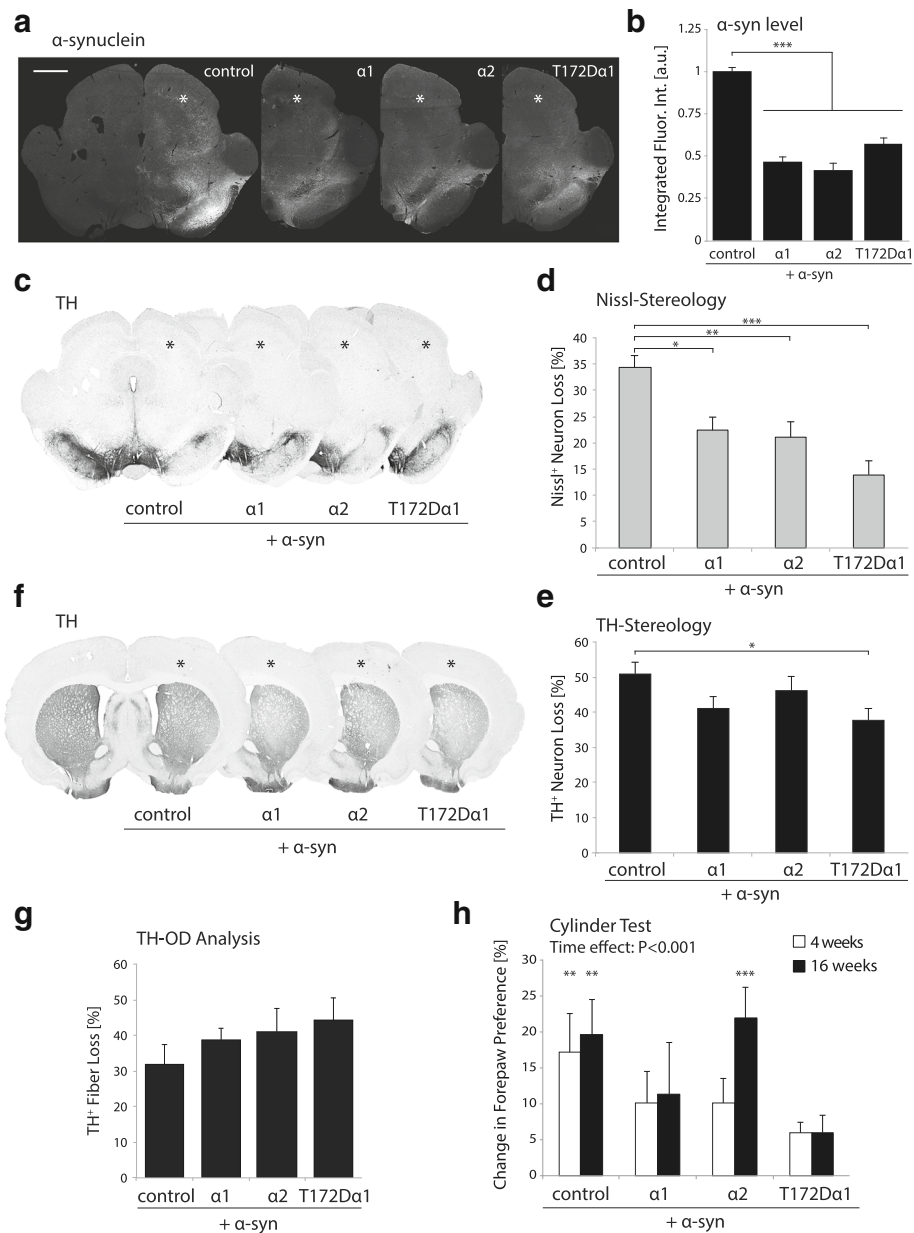 a
α-synuclein
control
α1
α2
T172Dα1
*
*
*
*
b
α-syn level
Integrated Fluor. Int. [a.u.]
1.25
1
0.75
0.5
0.25
0
***
control
α1
α2
T172Dα1
+ α-syn
c
TH
*
*
*
*
control
α1
α2
T172Dα1
+ α-syn
d
Nissl-Stereology
Nissl⁺ Neuron Loss [%]
40
35
30
25
20
15
10
5
0
***
**
*
control
α1
α2
T172Dα1
+ α-syn
f
TH
*
*
*
*
control
α1
α2
T172Dα1
+ α-syn
e
TH-Stereology
TH⁺ Neuron Loss [%]
60
50
40
30
20
10
0
*
control
α1
α2
T172Dα1
+ α-syn
g
TH-OD Analysis
TH⁺ Fiber Loss [%]
60
50
40
30
20
10
0
control
α1
α2
T172Dα1
+ α-syn
h
Cylinder Test
Time effect: P<0.001
4 weeks
16 weeks
Change in Forepaw Preference [%]
30
25
20
15
10
5
0
** **
***
control
α1
α2
T172Dα1
+ α-syn